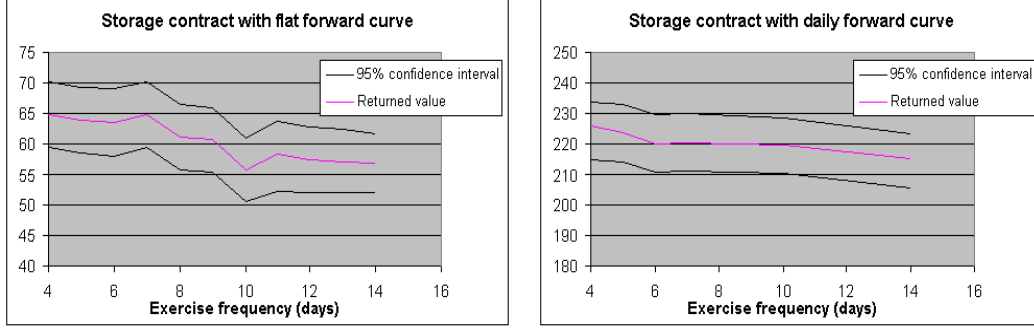 Storage contract with flat forward curve
75
70
65
60
55
50
45
40
4 6 8 10 12 14 16
Exercise frequency (days)
95% confidence interval
Returned value
Storage contract with daily forward curve
250
240
230
220
210
200
190
180
4 6 8 10 12 14 16
Exercise frequency (days)
95% confidence interval
Returned value